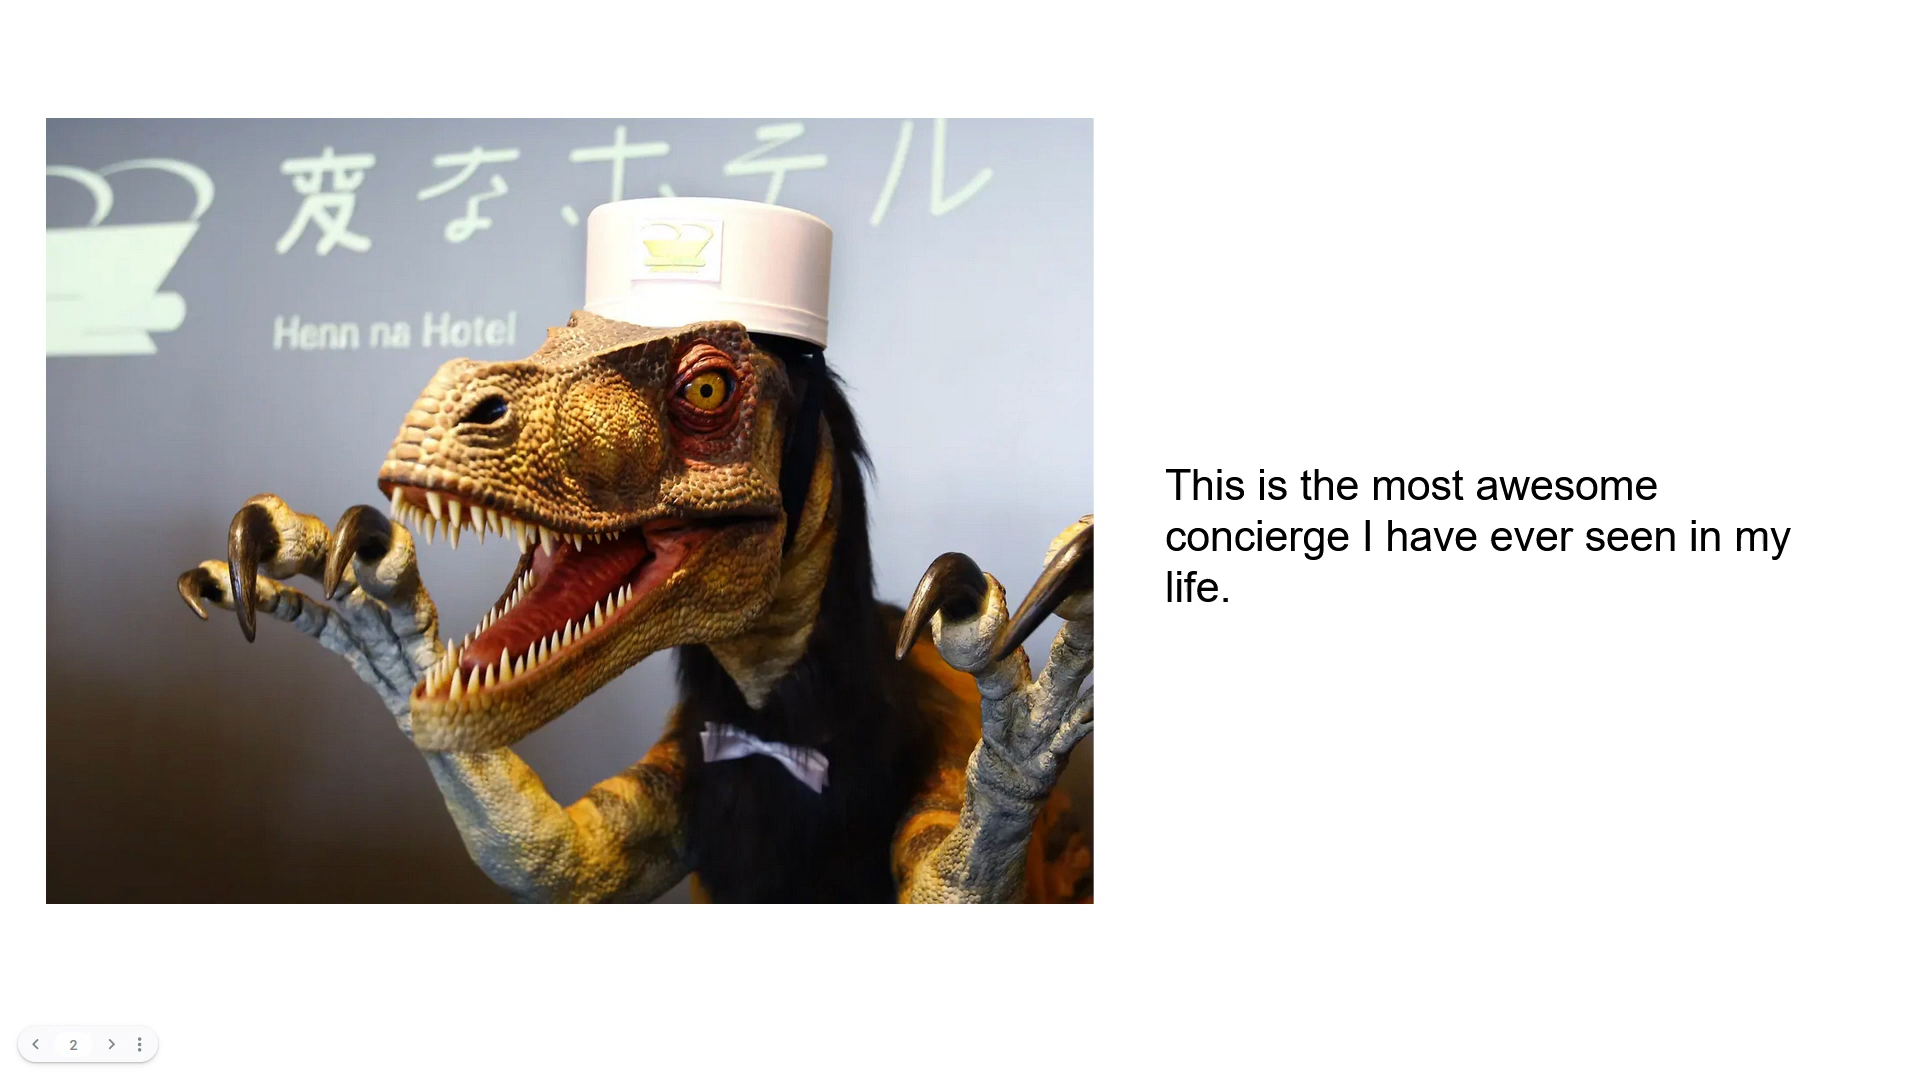 変なホテル
Henn na Hotel
This is the most awesome
concierge I have ever seen in my
life.
2